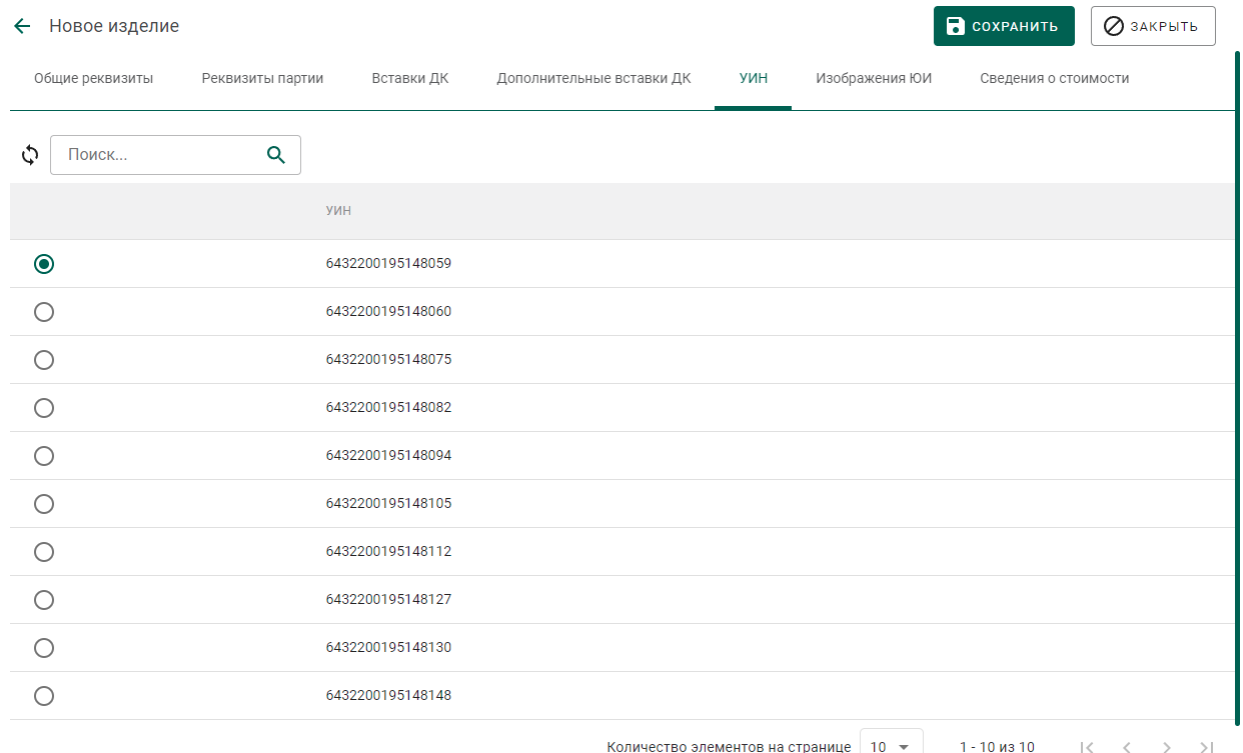 Новое изделие СОХРАНИТЬ ЗАКРЫТЬ
Общие реквизиты Реквизиты партии Вставки ДК Дополнительные вставки ДК УИН Изображения ЮИ Сведения о стоимости
Поиск...
УИН
6432200195148059
6432200195148060
6432200195148075
6432200195148082
6432200195148094
6432200195148105
6432200195148112
6432200195148127
6432200195148130
6432200195148148
Количество элементов на странице 10 1 - 10 из 10